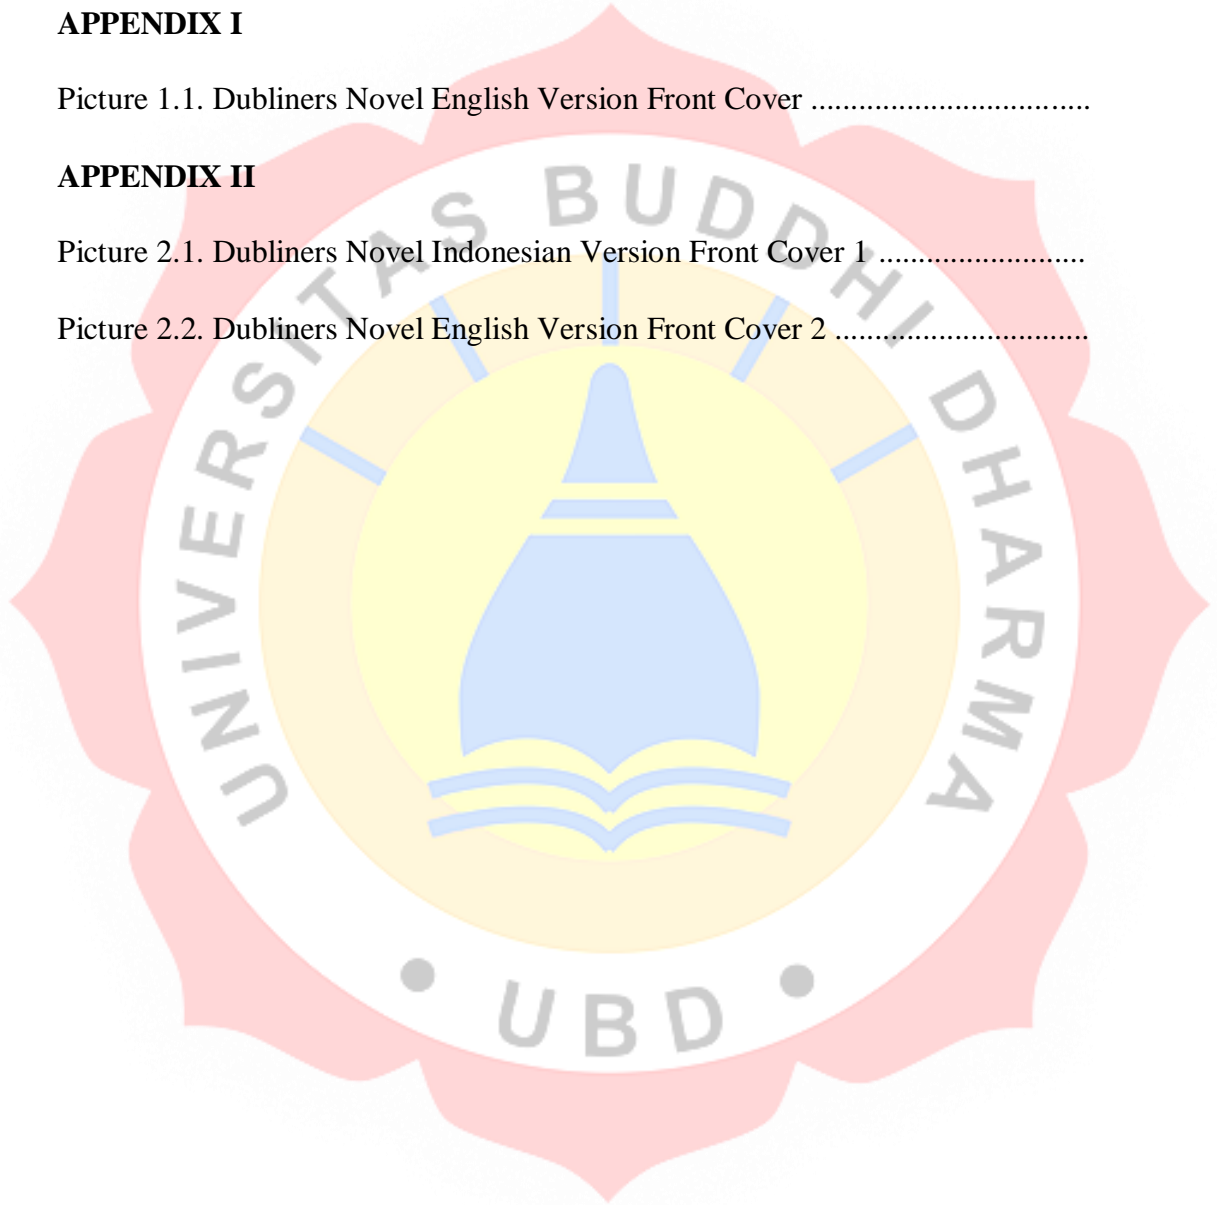 APPENDIX I
Picture 1.1. Dubliners Novel English Version Front Cover ...................................
APPENDIX II
Picture 2.1. Dubliners Novel Indonesian Version Front Cover 1 ..........................
Picture 2.2. Dubliners Novel English Version Front Cover 2 ................................
UNIVERSITAS BUDDHI DHARMA
• UBD •